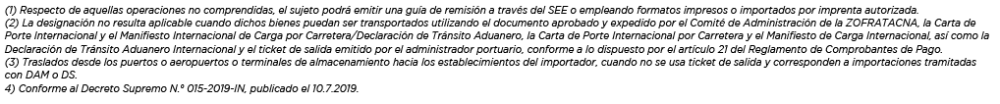 (1) Respecto de aquellas operaciones no comprendidas, el sujeto podrá emitir una guía de remisión a través del SEE o empleando formatos impresos o importados por imprenta autorizada.
(2) La designación no resulta aplicable cuando dichos bienes puedan ser transportados utilizando el documento aprobado y expedido por el Comité de Administración de la ZOFRATACNA, la Carta de
Porte Internacional y el Manifiesto Internacional de Carga por Carretera/Declaración de Tránsito Aduanero, la Carta de Porte Internacional por Carretera y el Manifiesto de Carga Internacional, así como la
Declaración de Tránsito Aduanero Internacional y el ticket de salida emitido por el administrador portuario, conforme a lo dispuesto por el artículo 21 del Reglamento de Comprobantes de Pago.
(3) Traslados desde los puertos o aeropuertos o terminales de almacenamiento hacia los establecimientos del importador, cuando no se usa ticket de salida y corresponden a importaciones tramitadas
con DAM o DS.
4) Conforme al Decreto Supremo N.° 015-2019-IN, publicado el 10.7.2019.